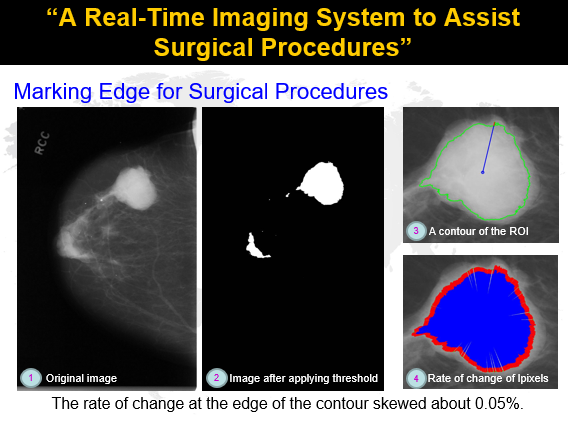 “A Real-Time Imaging System to Assist
Surgical Procedures”
Marking Edge for Surgical Procedures
RCC
1 Original image
2 Image after applying threshold
3 A contour of the ROI
4 Rate of change of Ipixels
The rate of change at the edge of the contour skewed about 0.05%.